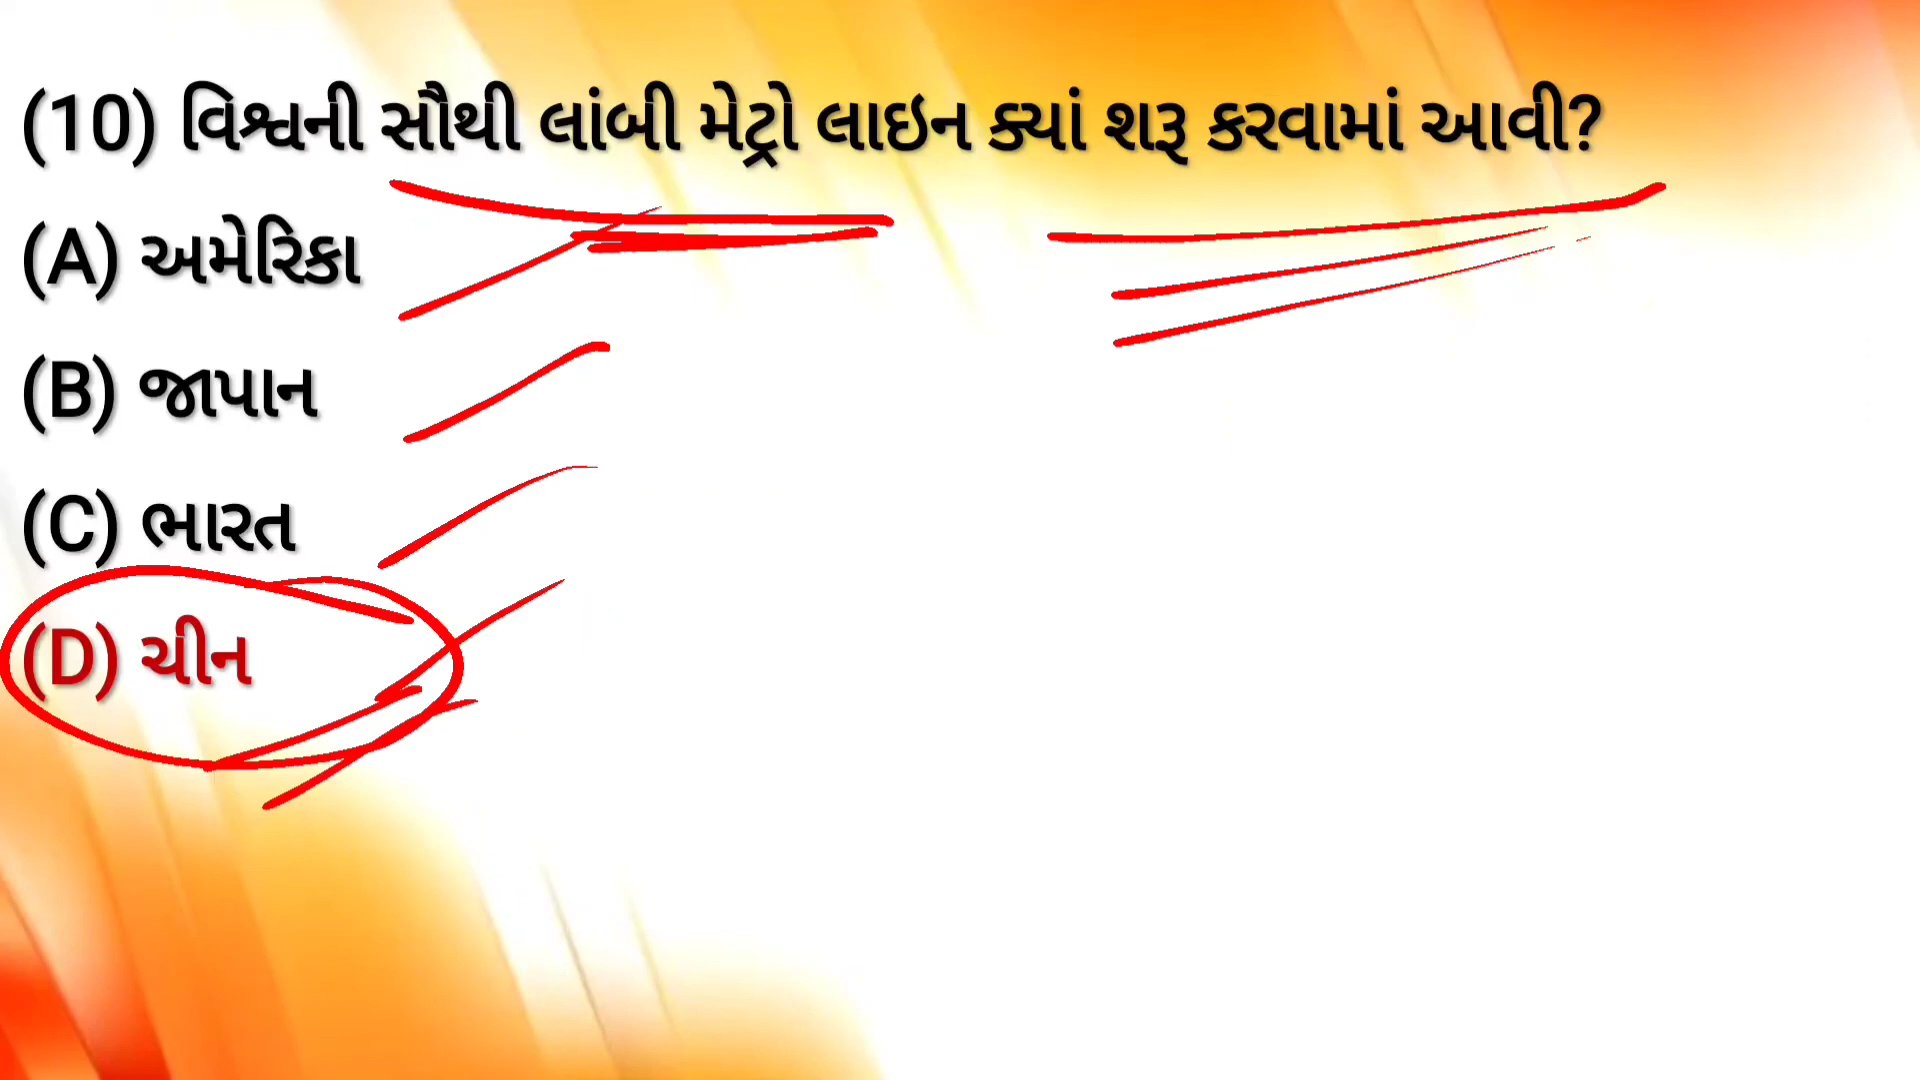 (10) વિશ્વની સૌથી લાંબી મેટ્રો લાઇન ક્યાં શરૂ કરવામાં આવી?
(A) અમેરિકા
(B) જાપાન
(C) ભારત
(D) ચીન